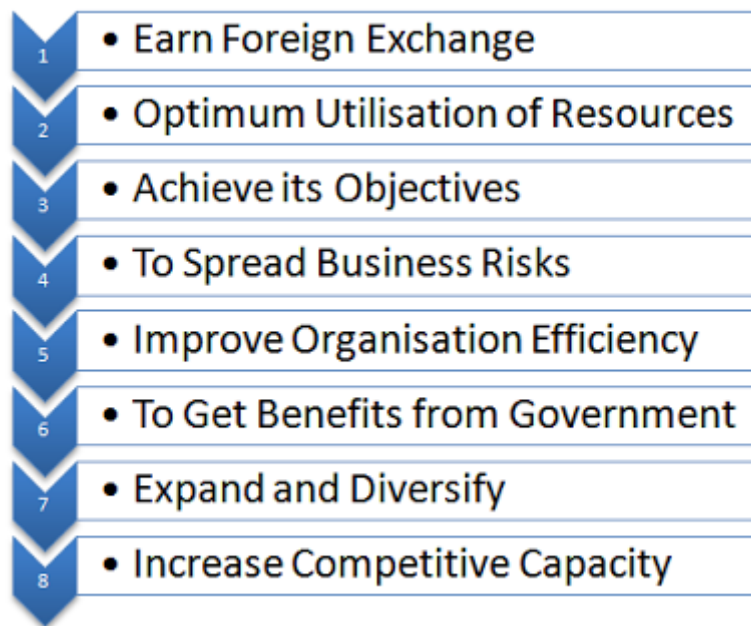 1 • Earn Foreign Exchange
2 • Optimum Utilisation of Resources
3 • Achieve its Objectives
4 • To Spread Business Risks
5 • Improve Organisation Efficiency
6 • To Get Benefits from Government
7 • Expand and Diversify
8 • Increase Competitive Capacity